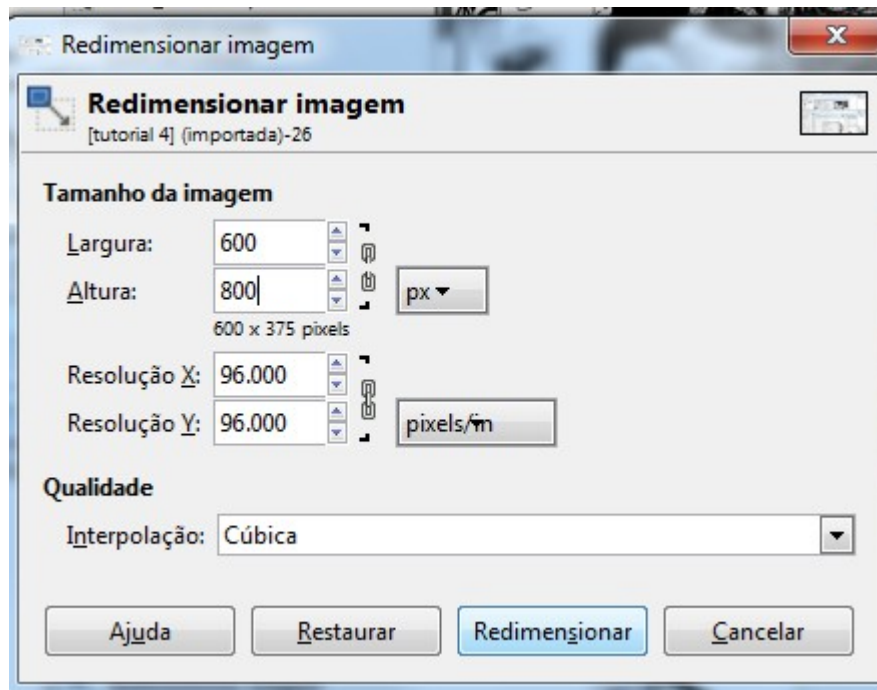 Redimensionar imagem
Redimensionar imagem
[tutorial 4] (importada)-26
Tamanho da imagem
Largura: 600
Altura: 800 px
600 x 375 pixels
Resolução X: 96.000
Resolução Y: 96.000 pixels/in
Qualidade
Interpolação: Cúbica
Ajuda Restaurar Redimensionar Cancelar